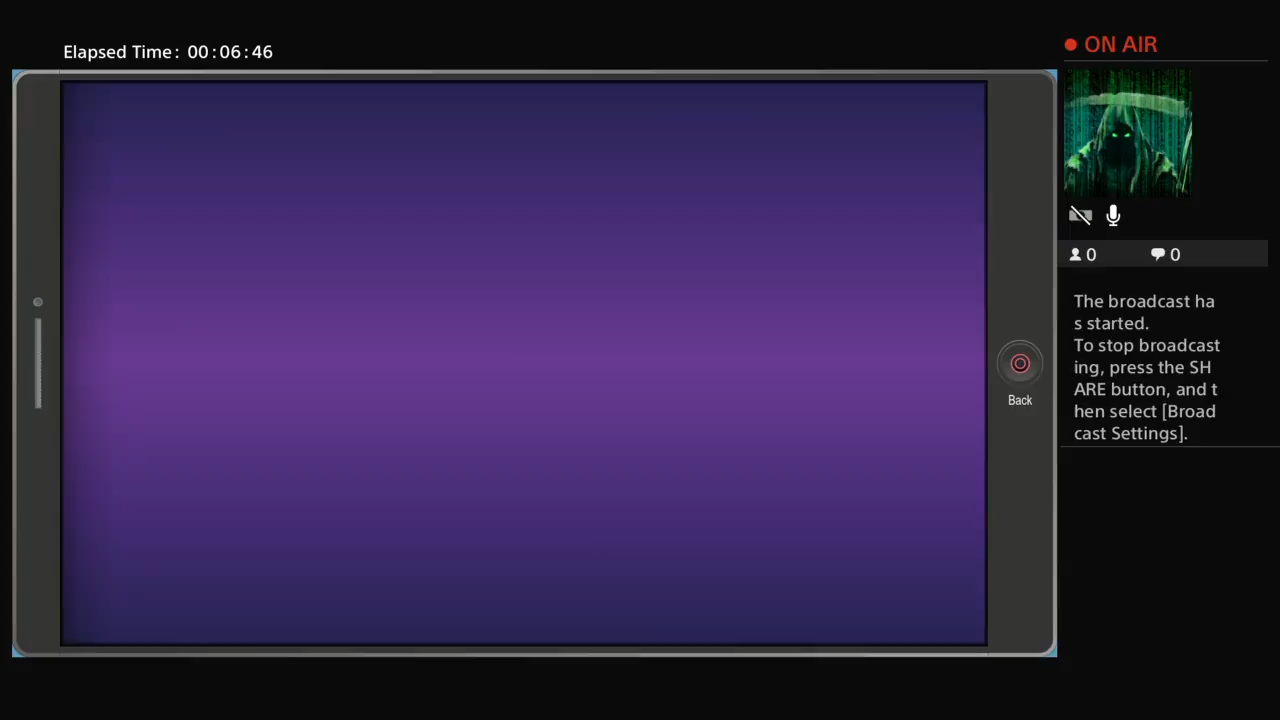 Elapsed Time: 00:06:46
ON AIR
0 0
The broadcast ha
s started.
To stop broadcast
ing, press the SH
ARE button, and t
hen select [Broad
cast Settings].
Back